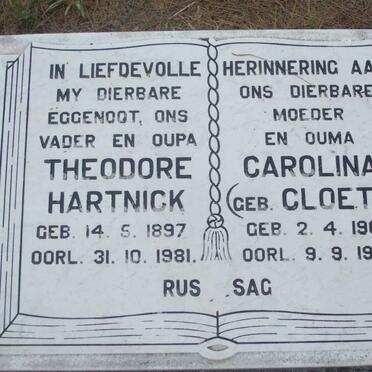 IN LIEFDEVOLLE
MY DIERBARE
EGGENOOT, ONS
VADER EN OUPA
THEODORE
HARTNICK
GEB. 14. 5. 1897
OORL. 31. 10. 1981.
HERINNERING AA
ONS DIERBARE
MOEDER
EN OUMA
CAROLINA
(GEB. CLOET
GEB. 2. 4. 19
OORL. 9. 9. 19
RUS SAG